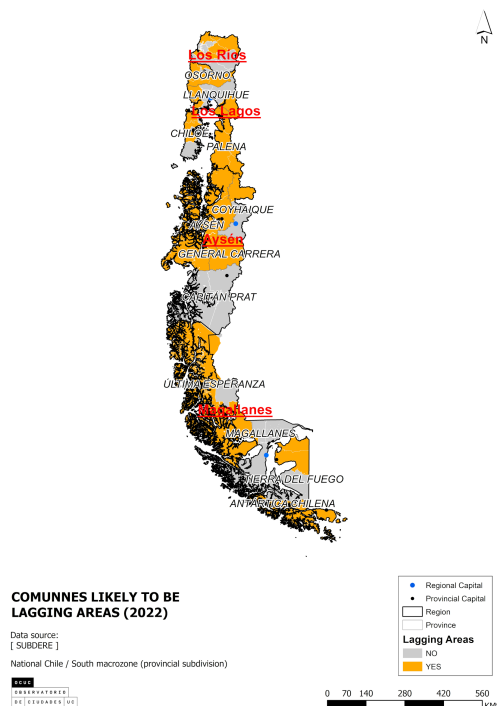 N
Los Ríos
OSORNO
LLANQUIHUE
Los Lagos
CHILOÉ
PALENA
COYHAIQUE
AYSÉN
Aysén
GENERAL CARRERA
CAPITÁN PRAT
ÚLTIMA ESPERANZA
Magallanes
MAGALLANES
TIERRA DEL FUEGO
ANTÁRTICA CHILENA
COMUNNES LIKELY TO BE
LAGGING AREAS (2022)
Data source:
[ SUBDERE ]
National Chile / South macrozone (provincial subdivision)
OCUC
OBSERVATORIO
DE CIUDADES UC
Regional Capital
Provincial Capital
Region
Province
Lagging Areas
NO
YES
0 70 140 280 420 560
KM